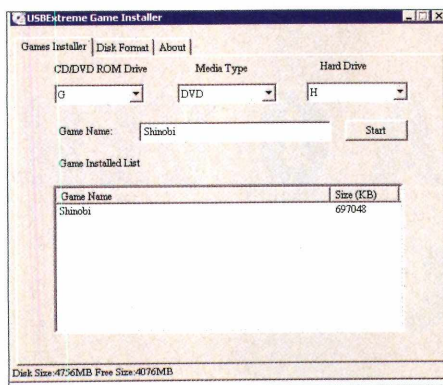 USBExtreme Game Installer
Games Installer Disk Format About
CD/DVD ROM Drive Media Type Hard Drive
G DVD H
Game Name: Shinobi Start
Game Installed List
Game Name Size (KB)
Shinobi 697048
Disk Size:4756MB Free Size:4076MB